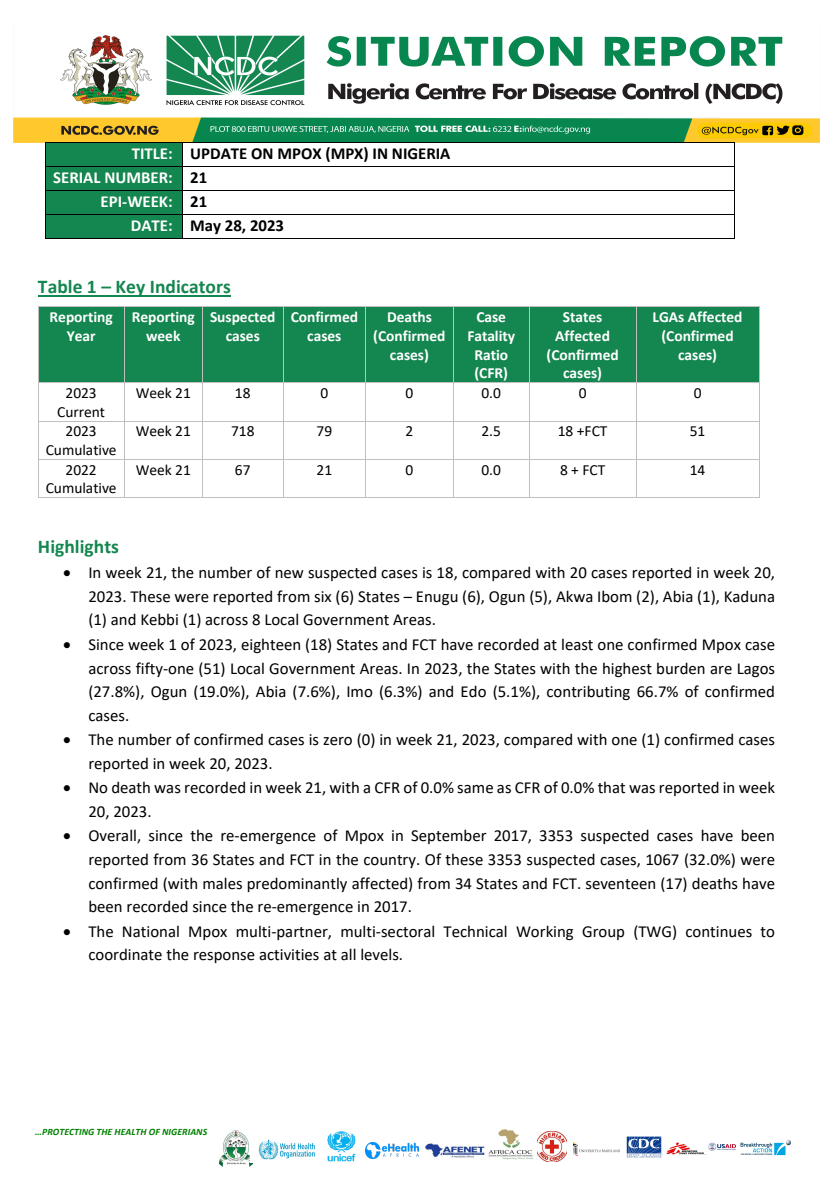 NCDC
NIGERIA CENTRE FOR DISEASE CONTROL
SITUATION REPORT
Nigeria Centre For Disease Control (NCDC)
NCDC.GOV.NG
PLOT 800 EBITU UKIWE STREET, JABI ABUJA, NIGERIA TOLL FREE CALL: 6232 E:info@ncdc.gov.ng
@NCDCgov
TITLE: UPDATE ON MPOX (MPX) IN NIGERIA
SERIAL NUMBER: 21
EPI-WEEK: 21
DATE: May 28, 2023
Table 1 – Key Indicators
Reporting Year
Reporting week
Suspected cases
Confirmed cases
Deaths (Confirmed cases)
Case Fatality Ratio (CFR)
States Affected (Confirmed cases)
LGAs Affected (Confirmed cases)
2023 Current Week 21 18 0 0 0.0 0 0
2023 Cumulative Week 21 718 79 2 2.5 18 +FCT 51
2022 Cumulative Week 21 67 21 0 0.0 8 + FCT 14
Highlights
• In week 21, the number of new suspected cases is 18, compared with 20 cases reported in week 20,
2023. These were reported from six (6) States – Enugu (6), Ogun (5), Akwa Ibom (2), Abia (1), Kaduna
(1) and Kebbi (1) across 8 Local Government Areas.
• Since week 1 of 2023, eighteen (18) States and FCT have recorded at least one confirmed Mpox case
across fifty-one (51) Local Government Areas. In 2023, the States with the highest burden are Lagos
(27.8%), Ogun (19.0%), Abia (7.6%), Imo (6.3%) and Edo (5.1%), contributing 66.7% of confirmed
cases.
• The number of confirmed cases is zero (0) in week 21, 2023, compared with one (1) confirmed cases
reported in week 20, 2023.
• No death was recorded in week 21, with a CFR of 0.0% same as CFR of 0.0% that was reported in week
20, 2023.
• Overall, since the re-emergence of Mpox in September 2017, 3353 suspected cases have been
reported from 36 States and FCT in the country. Of these 3353 suspected cases, 1067 (32.0%) were
confirmed (with males predominantly affected) from 34 States and FCT. seventeen (17) deaths have
been recorded since the re-emergence in 2017.
• The National Mpox multi-partner, multi-sectoral Technical Working Group (TWG) continues to
coordinate the response activities at all levels.
...PROTECTING THE HEALTH OF NIGERIANS
World Health Organization
unicef
eHealth AFRICA
AFENET
AFRICA CDC
NIGERIAN RED CROSS
UNIVERSITY of MARYLAND
CDC
USAID
Breakthrough ACTION